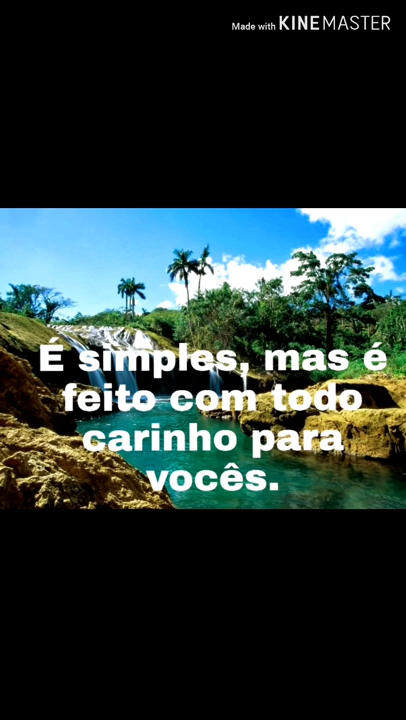 Made with KINEMASTER
É simples, mas é
feito com todo
carinho para
vocês.